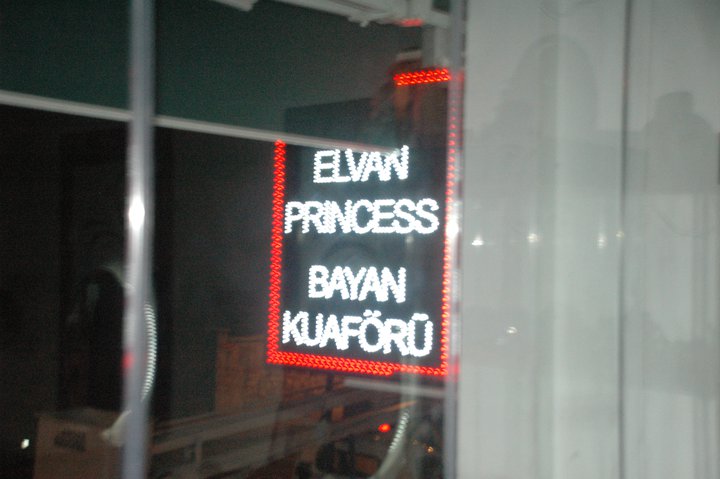 ELVAN
PRINCESS
BAYAN
KUAFÖRÜ